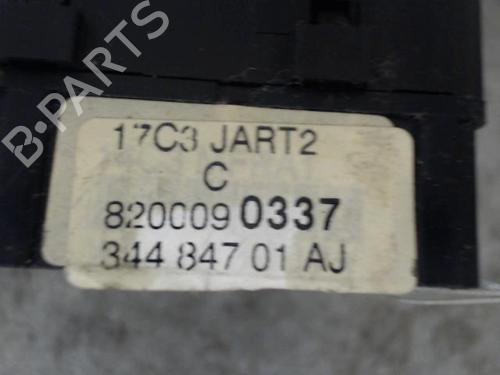 B-PARTS
17C3 JART2
C
8200090337
344 847 01 AJ